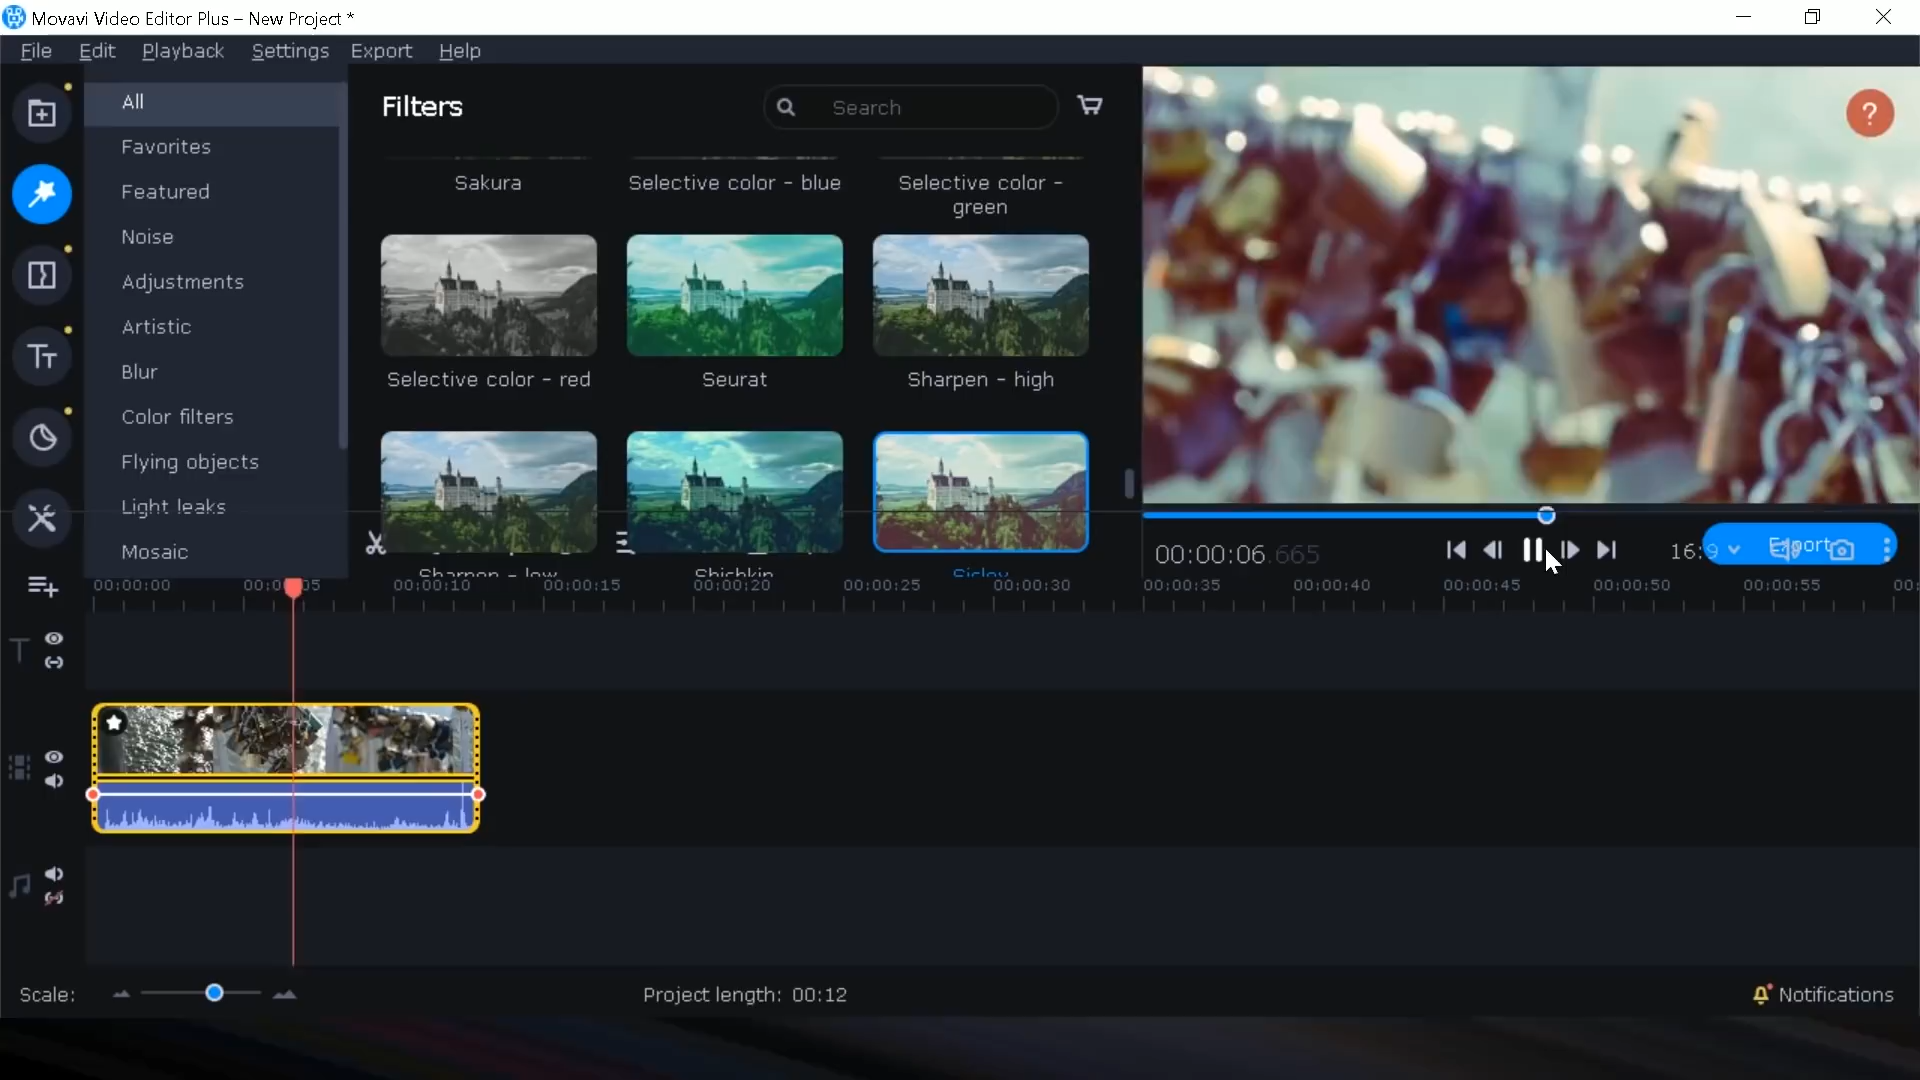 Movavi Video Editor Plus – New Project *
File Edit Playback Settings Export Help
All
Favorites
Featured
Noise
Adjustments
Artistic
Blur
Color filters
Flying objects
Light leaks
Mosaic
Filters
Search
Sakura
Selective color - blue
Selective color -
green
Selective color - red
Seurat
Sharpen - high
Sharpen - low
Shishkin
Sisley
?
00:00:06.665
16:9
Export
00:00:00
00:00:05
00:00:10
00:00:15
00:00:20
00:00:25
00:00:30
00:00:35
00:00:40
00:00:45
00:00:50
00:00:55
00:
Scale:
Project length: 00:12
Notifications